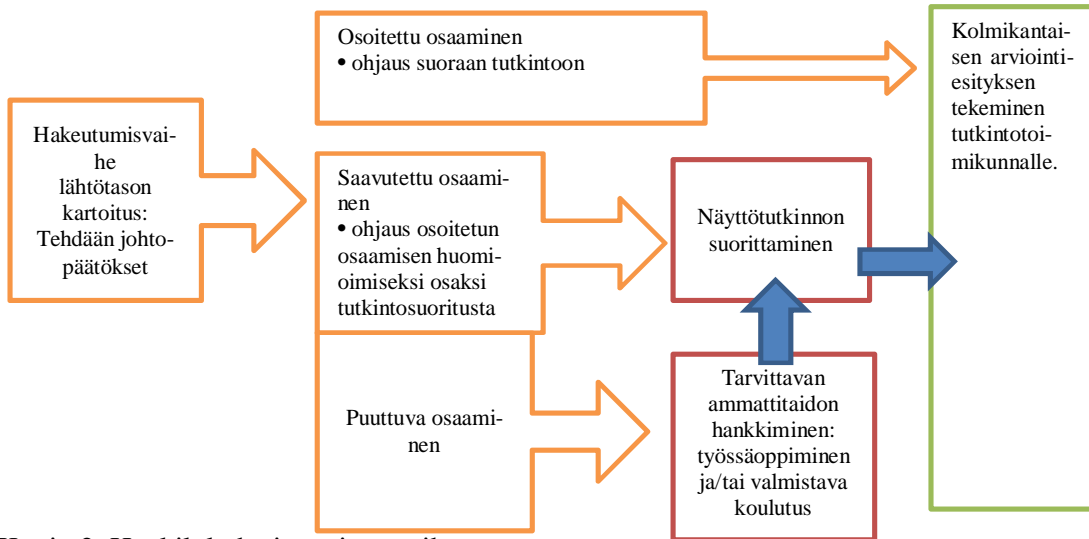 Hakeutumisvai-
he
lähtötason
kartoitus:
Tehdään johto-
päätökset
Osoitettu osaaminen
• ohjaus suoraan tutkintoon
Saavutettu osaami-
nen
• ohjaus osoitetun
osaamisen huomi-
oimiseksi osaksi
tutkintosuoritusta
Puuttuva osaami-
nen
Näyttötutkinnon
suorittaminen
Tarvittavan
ammattitaidon
hankkiminen:
työssäoppiminen
ja/tai valmistava
koulutus
Kolmikantai-
sen arviointi-
esityksen
tekeminen
tutkintotoi-
mikunnalle.